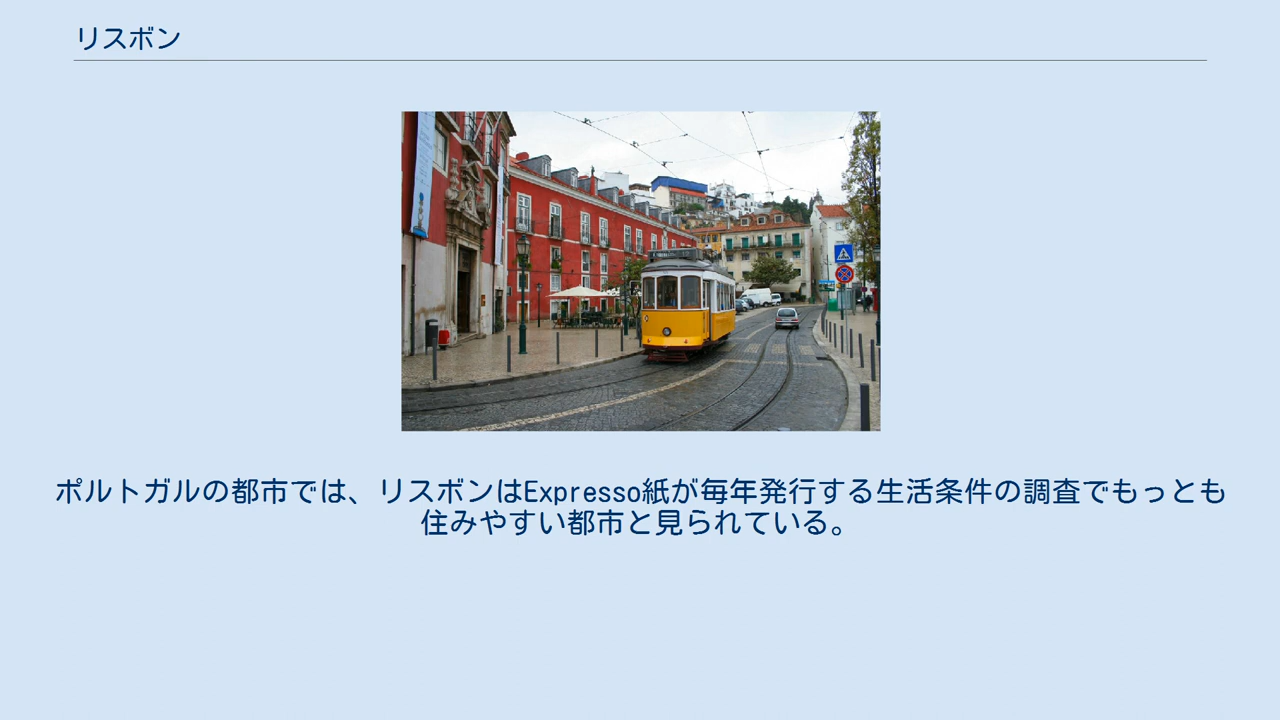 リスボン
ポルトガルの都市では、リスボンはExpresso紙が毎年発行する生活条件の調査でもっとも
住みやすい都市と見られている。